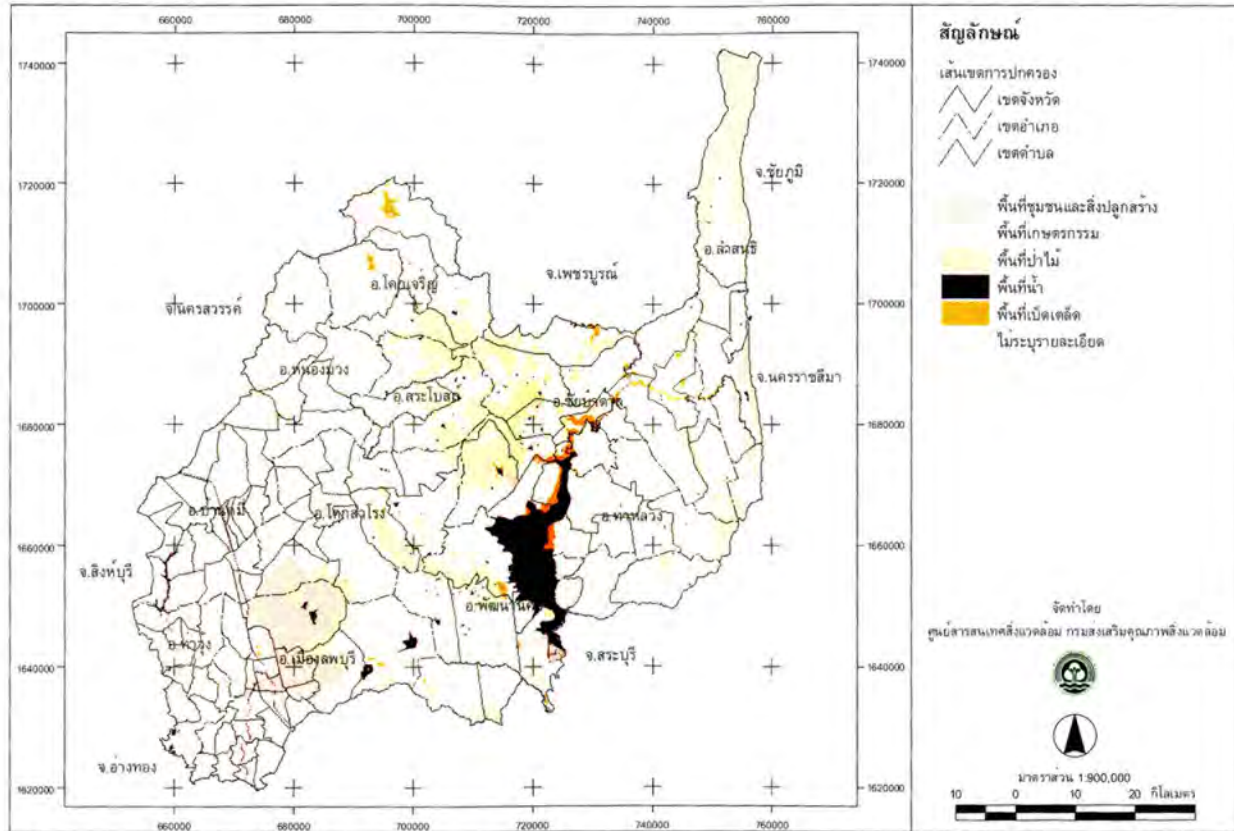 660000 680000 700000 720000 740000 760000
1740000 1740000
1720000 1720000
1700000 1700000
1680000 1680000
1660000 1660000
1640000 1640000
1620000 1620000
660000 680000 700000 720000 740000 760000
จ.ชัยภูมิ
อ.ลำสนธิ
จ.เพชรบูรณ์
อ.โคกเจริญ
จ.นครสวรรค์
อ.หนองม่วง
จ.นครราชสีมา
อ.สระโบสถ์
อ.ชัยบาดาล
อ.บ้านหมี่
อ.โคกสำโรง
อ.ท่าหลวง
จ.สิงห์บุรี
อ.พัฒนานิคม
อ.ท่าวุ้ง
อ.เมืองลพบุรี
จ.สระบุรี
จ.อ่างทอง
สัญลักษณ์
เส้นเขตการปกครอง
เขตจังหวัด
เขตอำเภอ
เขตตำบล
พื้นที่ชุมชนและสิ่งปลูกสร้าง
พื้นที่เกษตรกรรม
พื้นที่ป่าไม้
พื้นที่น้ำ
พื้นที่เบ็ดเตล็ด
ไม่ระบุรายละเอียด
จัดทำโดย
ศูนย์สารสนเทศสิ่งแวดล้อม กรมส่งเสริมคุณภาพสิ่งแวดล้อม
มาตราส่วน 1:900,000
10 0 10 20 กิโลเมตร